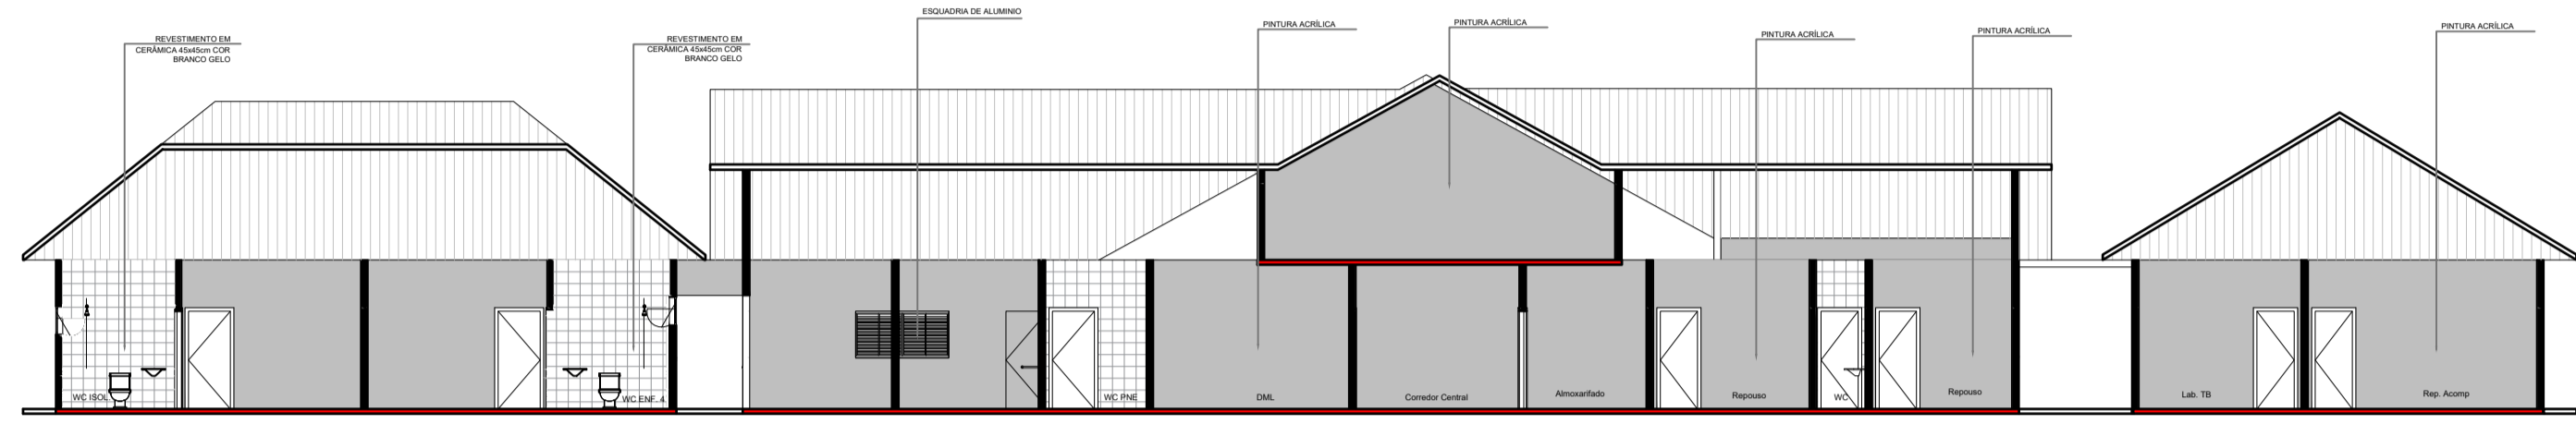 ESQUADRIA DE ALUMINIO
PINTURA ACRÍLICA
PINTURA ACRÍLICA
PINTURA ACRÍLICA
PINTURA ACRÍLICA
PINTURA ACRÍLICA
REVESTIMENTO EM
CERÂMICA 45x45cm COR
BRANCO GELO
REVESTIMENTO EM
CERÂMICA 45x45cm COR
BRANCO GELO
WC ISOL.
WC ENF. 4
WC PNE
DML
Corredor Central
Almoxarifado
Repouso
WC
Repouso
Lab. TB
Rep. Acomp